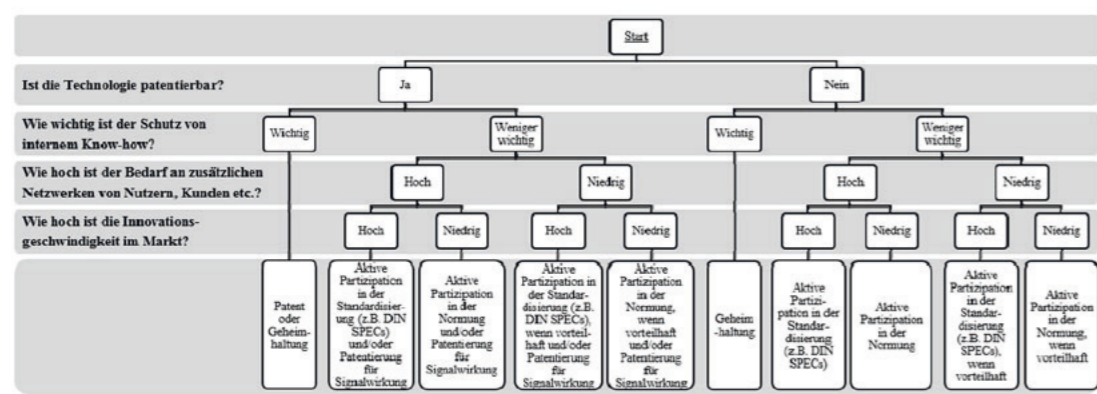 Start
Ist die Technologie patentierbar?
Ja
Nein
Wie wichtig ist der Schutz von
internem Know-how?
Wichtig
Weniger
wichtig
Wichtig
Weniger
wichtig
Wie hoch ist der Bedarf an zusätzlichen
Netzwerken von Nutzern, Kunden etc.?
Hoch
Niedrig
Hoch
Niedrig
Wie hoch ist die Innovations-
geschwindigkeit im Markt?
Hoch
Niedrig
Hoch
Niedrig
Hoch
Niedrig
Hoch
Niedrig
Patent
oder
Geheim-
haltung
Aktive
Partizipation
in der
Standardisier-
ung (z.B. DIN
SPECs)
und/oder
Patentierung
für
Signalwirkung
Aktive
Partizipation
in der
Normung
und/oder
Patentierung
für
Signalwirkung
Aktive
Partizipation in
der Standar-
disierung (z.B.
DIN SPECs),
wenn vorteil-
haft und/oder
Patentierung
für
Signalwirkung
Aktive
Partizipation
in der
Normung,
wenn
vorteilhaft
und/oder
Patentierung
für
Signalwirkung
Geheim
-haltung
Aktive
Partizi-
pation in der
Standar-
disierung
(z.B. DIN
SPECs)
Aktive
Partizipation
in der
Normung
Aktive
Partizipation
in der
Standar-
disierung
(z.B. DIN
SPECs),
wenn
vorteilhaft
Aktive
Partizipation
in der
Normung,
wenn
vorteilhaft